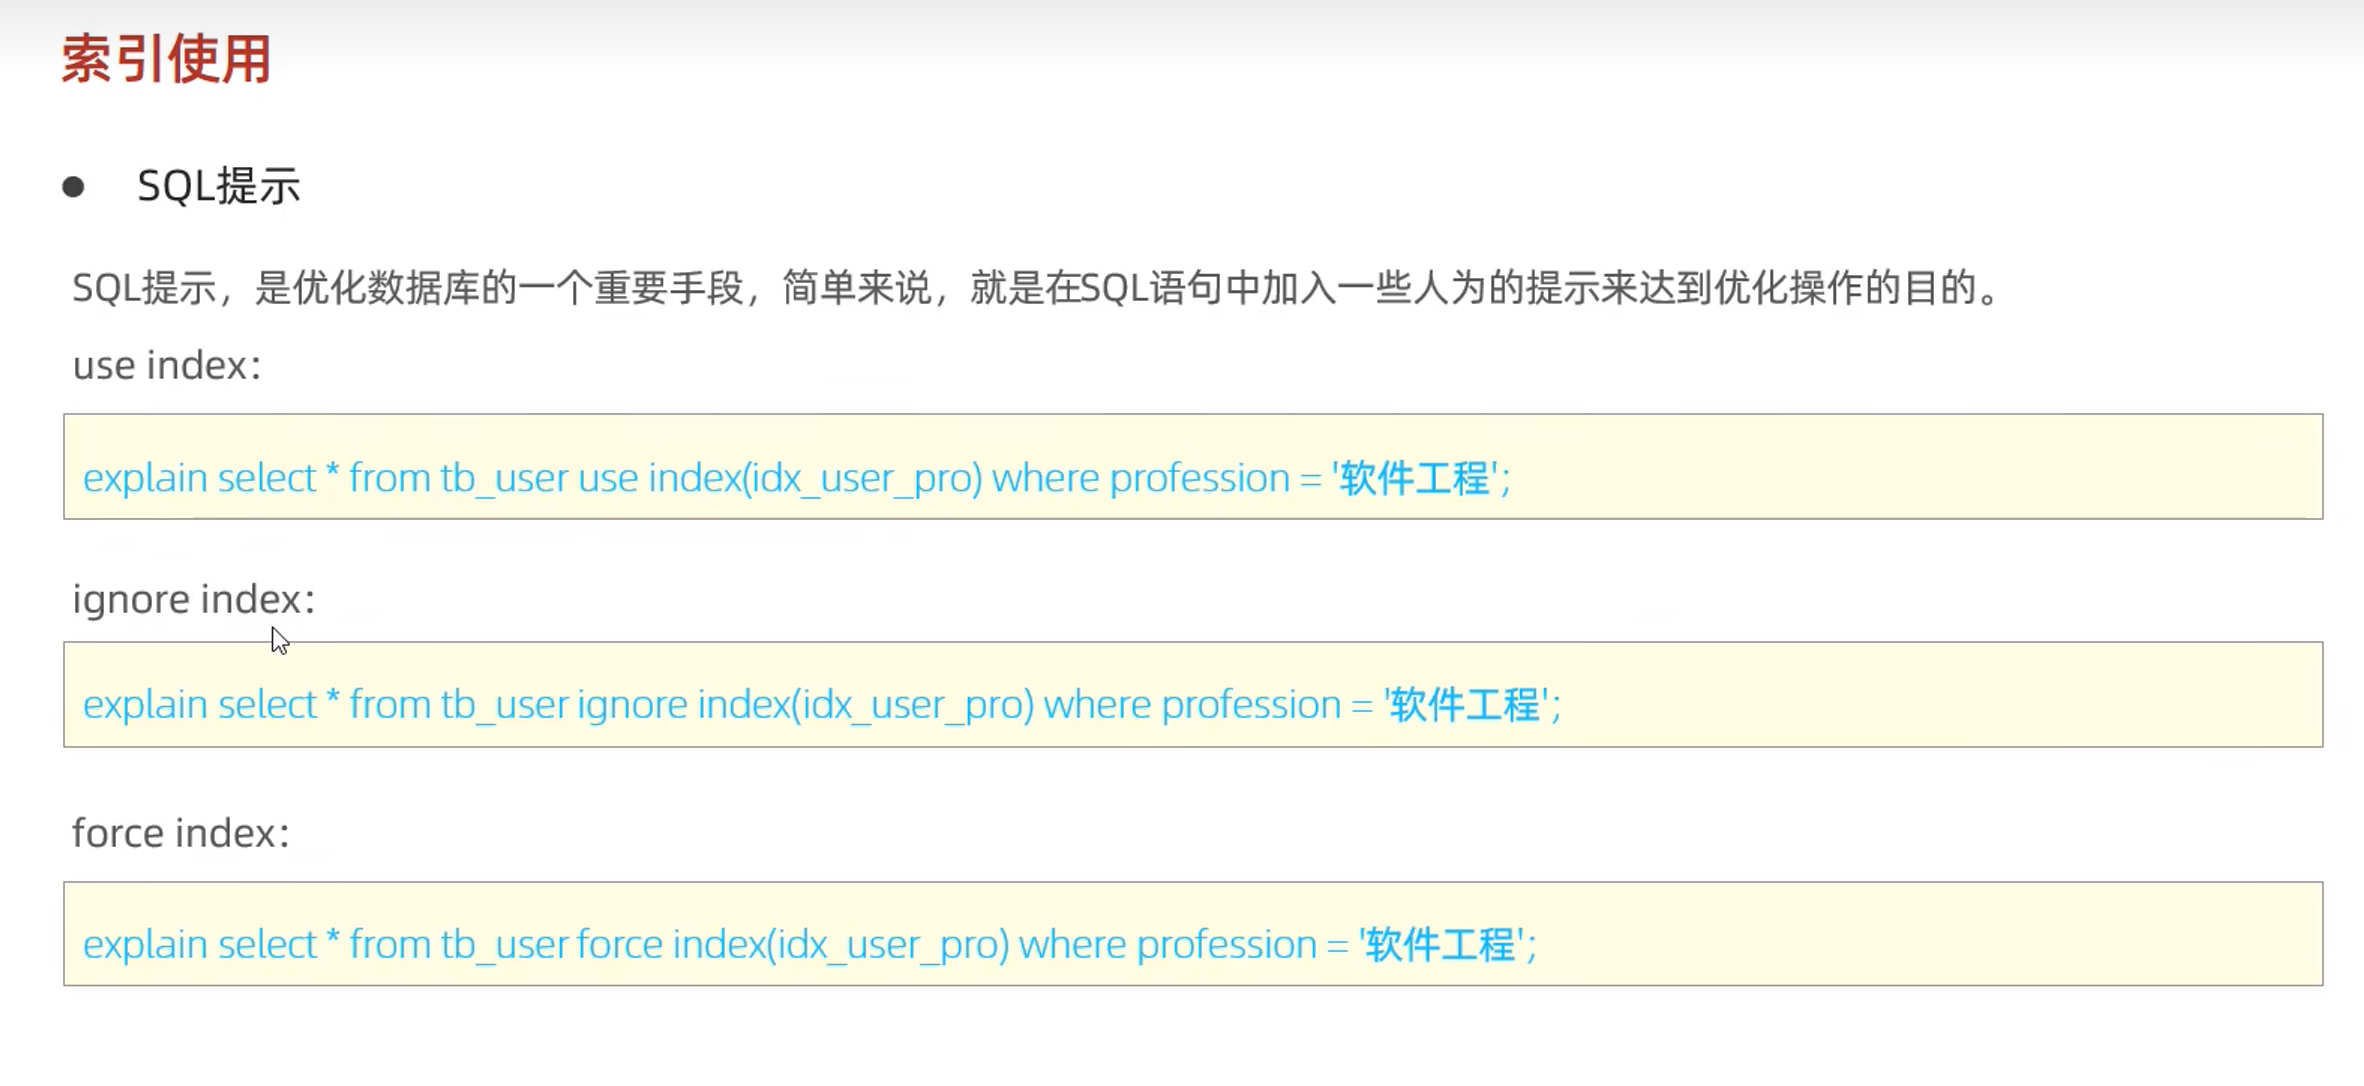 索引使用
● SQL提示
SQL提示，是优化数据库的一个重要手段，简单来说，就是在SQL语句中加入一些人为的提示来达到优化操作的目的。
use index：
explain select * from tb_user use index(idx_user_pro) where profession = '软件工程';
ignore index：
explain select * from tb_user ignore index(idx_user_pro) where profession = '软件工程';
force index：
explain select * from tb_user force index(idx_user_pro) where profession = '软件工程';